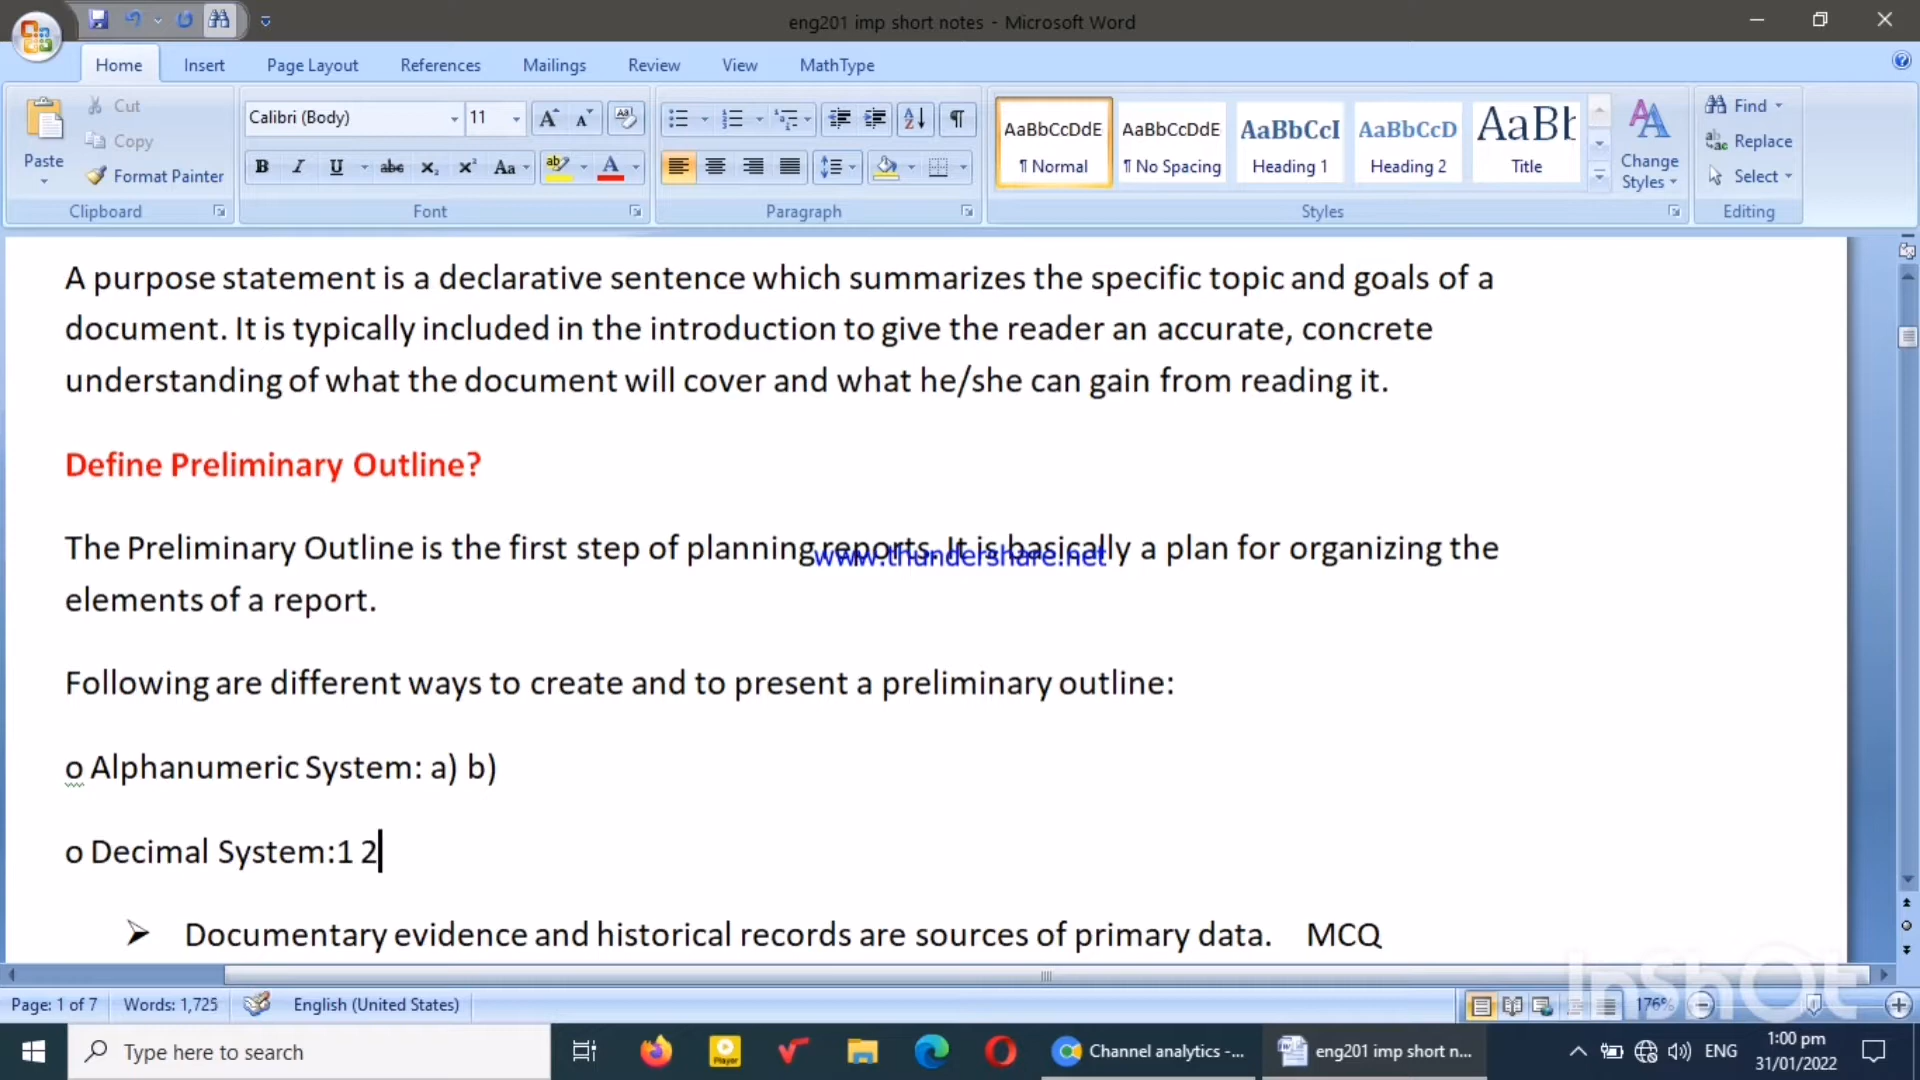 eng201 imp short notes - Microsoft Word
Home Insert Page Layout References Mailings Review View MathType
Paste
Cut
Copy
Format Painter
Clipboard
Calibri (Body) 11
Font
Paragraph
AaBbCcDdE AaBbCcDdE AaBbCcI AaBbCcD AaBl
¶ Normal ¶ No Spacing Heading 1 Heading 2 Title
Change
Styles
Styles
Find
Replace
Select
Editing
A purpose statement is a declarative sentence which summarizes the specific topic and goals of a
document. It is typically included in the introduction to give the reader an accurate, concrete
understanding of what the document will cover and what he/she can gain from reading it.
Define Preliminary Outline?
The Preliminary Outline is the first step of planning reports. It is basically a plan for organizing the
www.thundershare.net
elements of a report.
Following are different ways to create and to present a preliminary outline:
o Alphanumeric System: a) b)
o Decimal System:1 2
➢ Documentary evidence and historical records are sources of primary data. MCQ
InShOt
Page: 1 of 7 Words: 1,725 English (United States) 176%
Type here to search
Player
Channel analytics -...
eng201 imp short n...
ENG
1:00 pm
31/01/2022